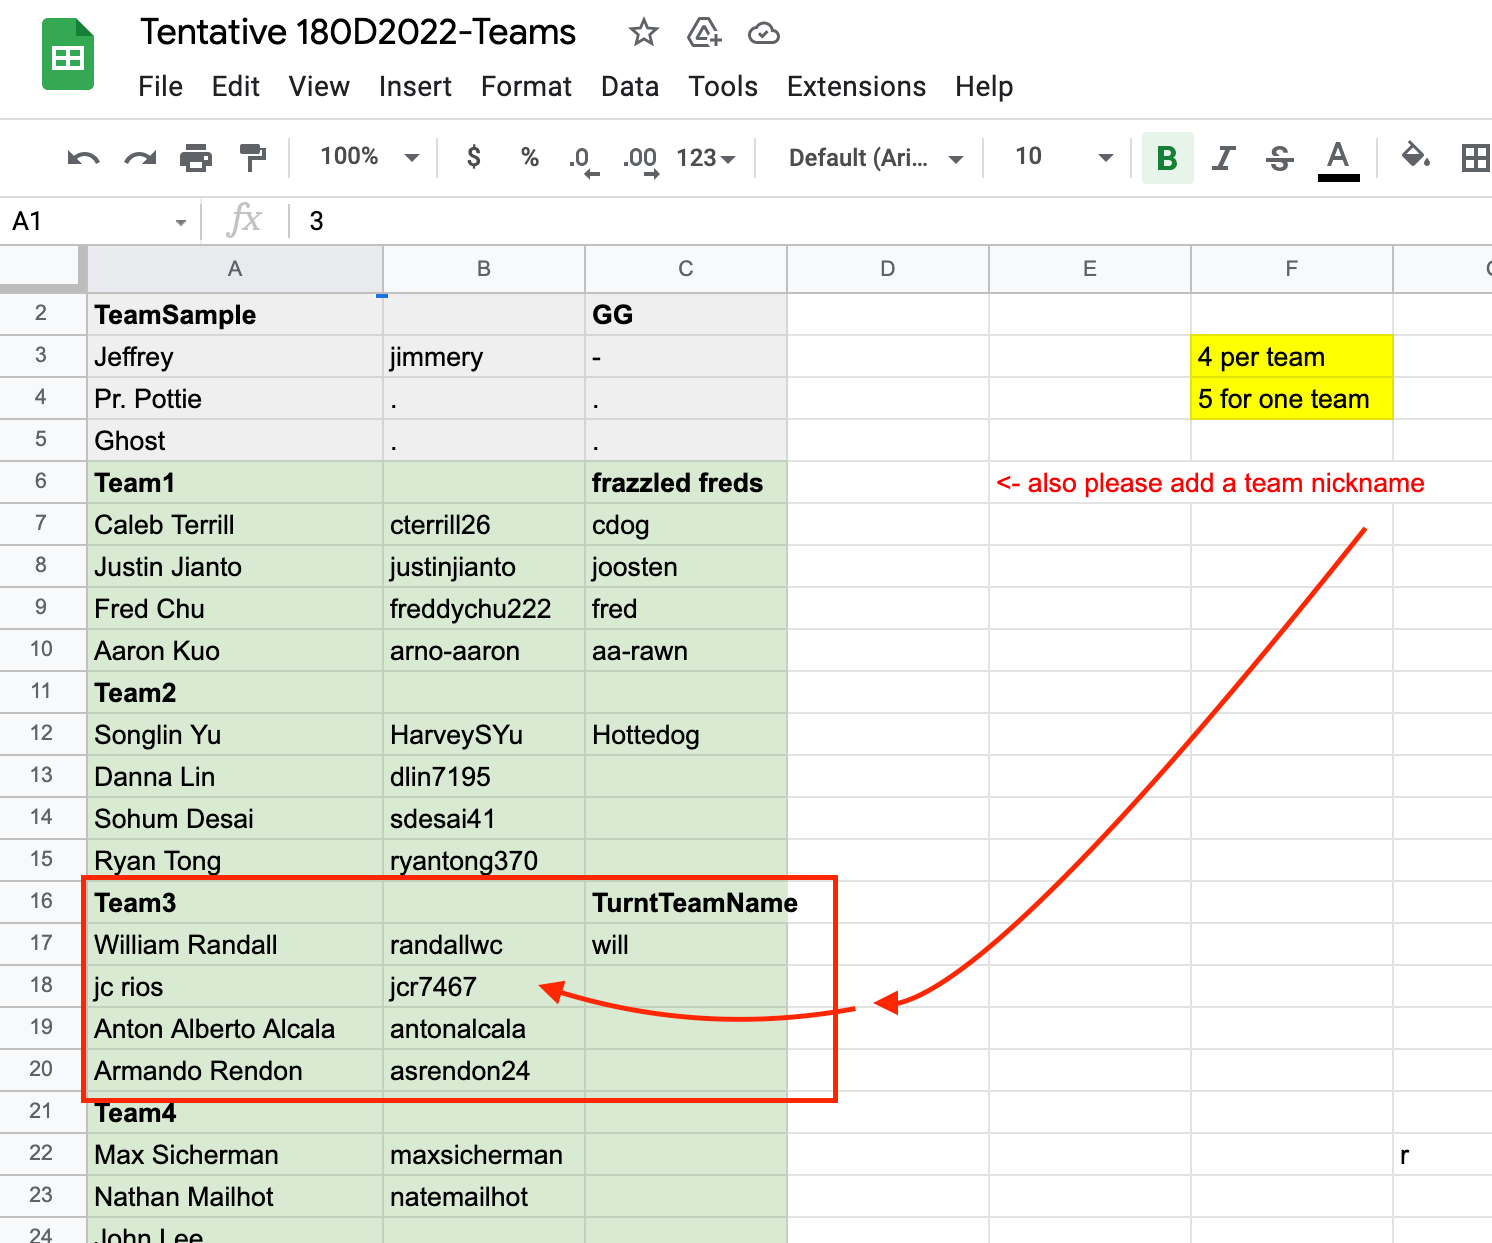 Tentative 180D2022-Teams
File Edit View Insert Format Data Tools Extensions Help
100% $ % .0 .00 123 Default (Ari... 10 B I S A
A1 fx 3
A B C D E F
2 TeamSample GG
3 Jeffrey jimmery - 4 per team
4 Pr. Pottie . . 5 for one team
5 Ghost . .
6 Team1 frazzled freds <- also please add a team nickname
7 Caleb Terrill cterrill26 cdog
8 Justin Jianto justinjianto joosten
9 Fred Chu freddychu222 fred
10 Aaron Kuo arno-aaron aa-rawn
11 Team2
12 Songlin Yu HarveySYu Hottedog
13 Danna Lin dlin7195
14 Sohum Desai sdesai41
15 Ryan Tong ryantong370
16 Team3 TurntTeamName
17 William Randall randallwc will
18 jc rios jcr7467
19 Anton Alberto Alcala antonalcala
20 Armando Rendon asrendon24
21 Team4
22 Max Sicherman maxsicherman r
23 Nathan Mailhot natemailhot
24 John Lee